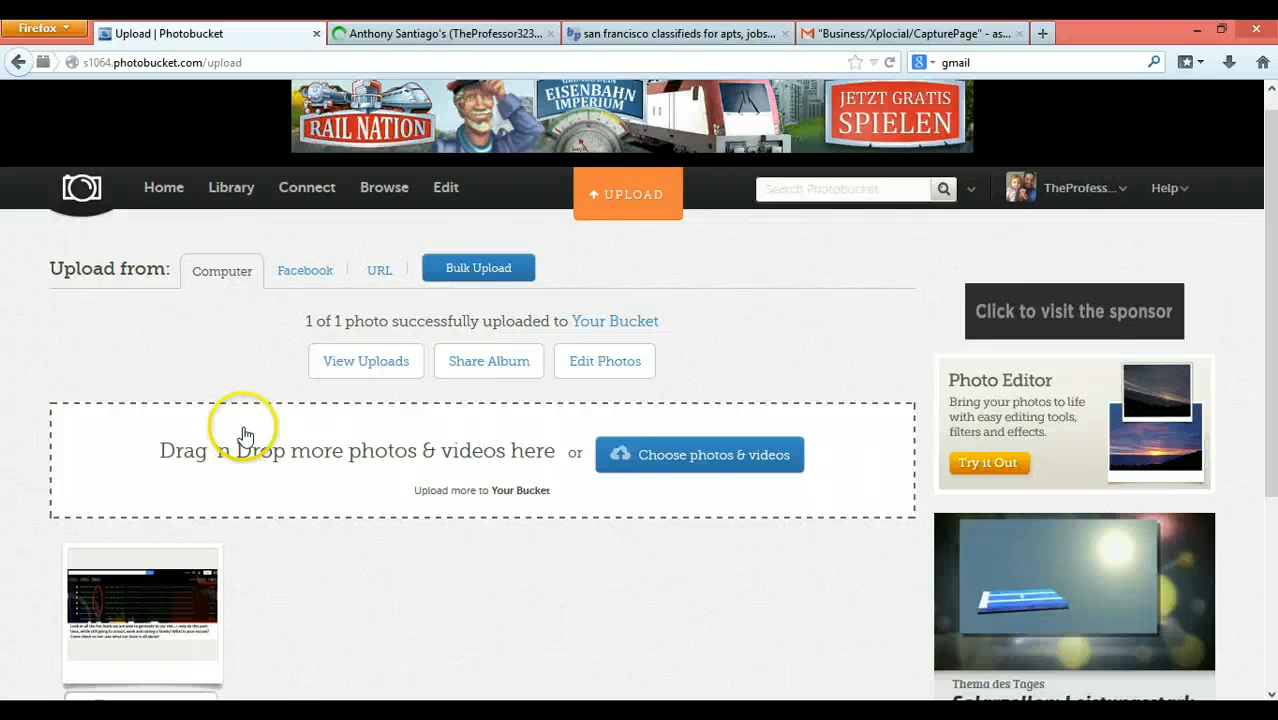 Firefox
Upload | Photobucket
Anthony Santiago's (TheProfessor323...
san francisco classifieds for apts, jobs...
"Business/Xplocial/CapturePage" - as...
s1064.photobucket.com/upload
gmail
RAIL NATION
EISENBAHN
IMPERIUM
JETZT GRATIS
SPIELEN
Home
Library
Connect
Browse
Edit
UPLOAD
Search Photobucket
TheProfess...
Help
Upload from:
Computer
Facebook
URL
Bulk Upload
1 of 1 photo successfully uploaded to Your Bucket
View Uploads
Share Album
Edit Photos
Drag 'n Drop more photos & videos here or
Choose photos & videos
Upload more to Your Bucket
Click to visit the sponsor
Photo Editor
Bring your photos to life
with easy editing tools,
filters and effects.
Try it Out
Thema des Tages